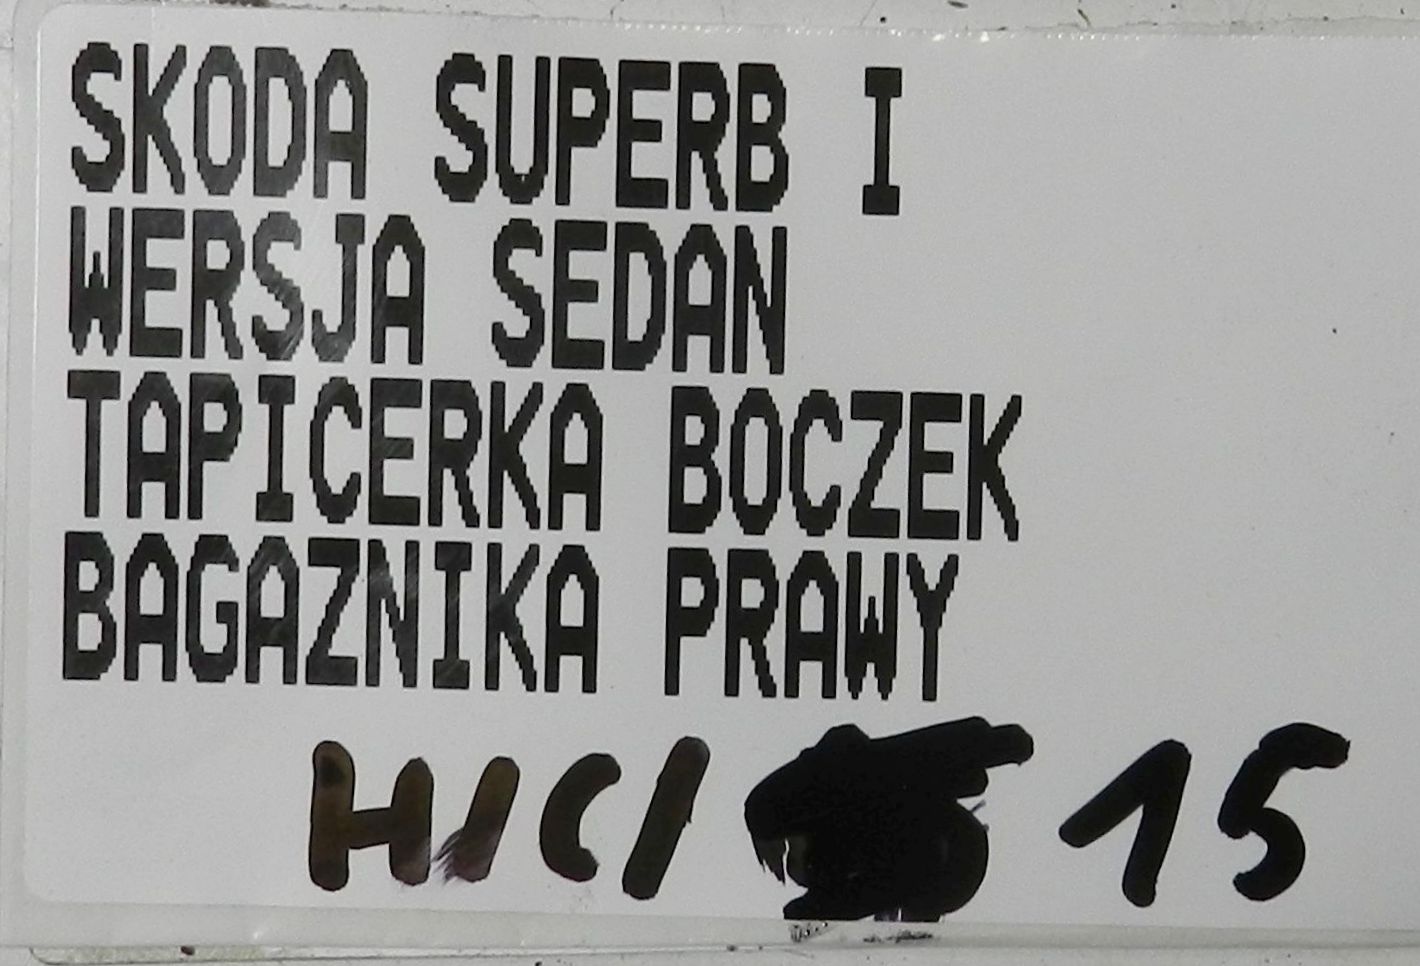 SKODA SUPERB I
WERSJA SEDAN
TAPICERKA BOCZEK
BAGAZNIKA PRAWY
H/C/ 15